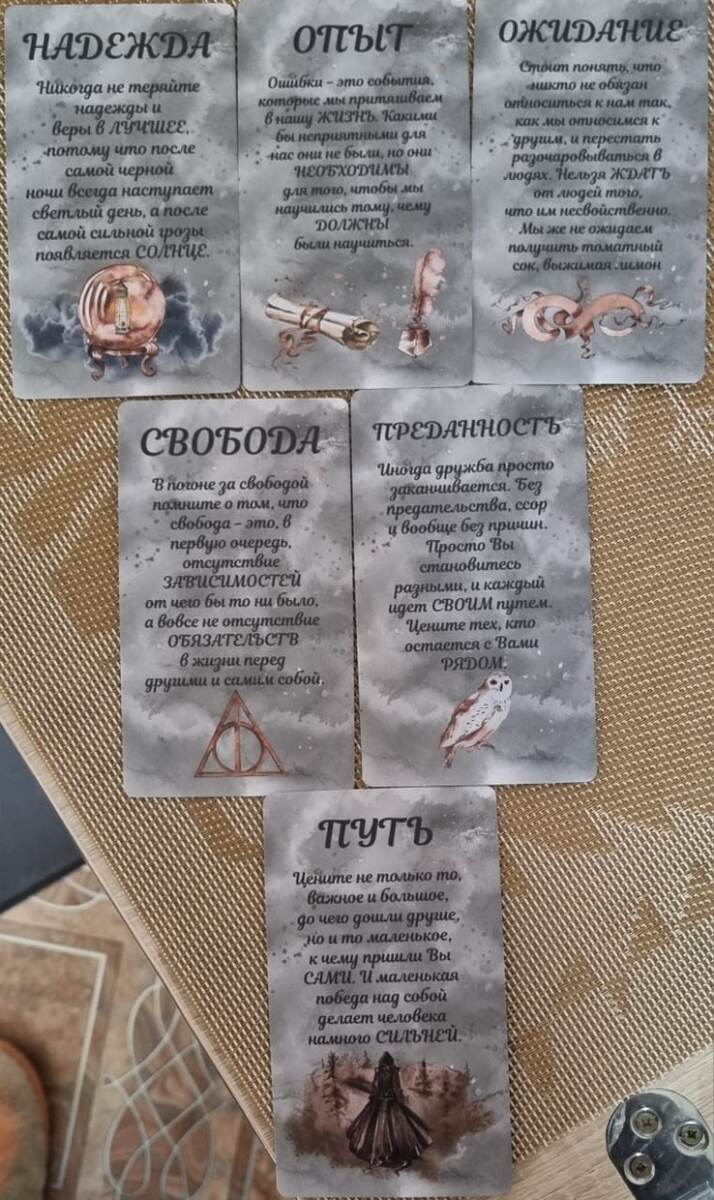 НАДЕЖДА
Никогда не теряйте
надежды и
веры в ЛУЧШЕЕ,
потому что после
самой черной
ночи всегда наступает
светлый день, а после
самой сильной грозы
появляется СОЛНЦЕ.
ОПЫТ
Ошибки – это события,
которые мы притягиваем
в нашу ЖИЗНЬ. Какими
бы неприятными для
нас они не были, но они
НЕОБХОДИМЫ
для того, чтобы мы
научились тому, чему
ДОЛЖНЫ
были научиться.
ОЖИДАНИЕ
Стоит понять, что
никто не обязан
относиться к нам так,
как мы относимся к
другим, и перестать
разочаровываться в
людях. Нельзя ЖДАТЬ
от людей того,
что им несвойственно.
Мы же не ожидаем
получить томатный
сок, выжимая лимон
СВОБОДА
В погоне за свободой
помните о том, что
свобода – это, в
первую очередь,
отсутствие
ЗАВИСИМОСТЕЙ
от чего бы то ни было,
а вовсе не отсутствие
ОБЯЗАТЕЛЬСТВ
в жизни перед
другими и самим собой.
ПРЕДАННОСТЬ
Иногда дружба просто
заканчивается. Без
предательства, ссор
и вообще без причин.
Просто Вы
становитесь
разными, и каждый
идет СВОИМ путем.
Цените тех, кто
остается с Вами
РЯДОМ.
ПУТЬ
Цените не только то,
важное и большое,
до чего дошли другие,
но и то маленькое,
к чему пришли Вы
САМИ. И маленькая
победа над собой
делает человека
намного СИЛЬНЕЙ.